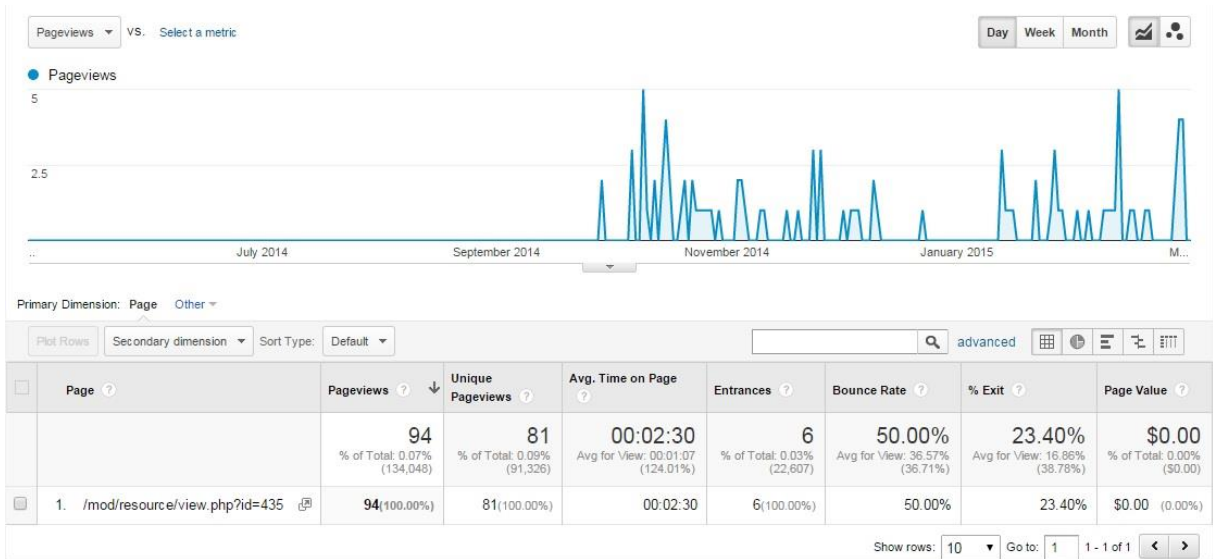 Pageviews VS. Select a metric Day Week Month
Pageviews
5
2.5
.. July 2014 September 2014 November 2014 January 2015 M...
Primary Dimension: Page Other
Plot Rows Secondary dimension Sort Type: Default advanced
Page ? Pageviews ? Unique Pageviews ? Avg. Time on Page ? Entrances ? Bounce Rate ? % Exit ? Page Value ?
94 81 00:02:30 6 50.00% 23.40% $0.00
% of Total: 0.07% % of Total: 0.09% Avg for View: 00:01:07 % of Total: 0.03% Avg for View: 36.57% Avg for View: 16.86% % of Total: 0.00%
(134,048) (91,326) (124.01%) (22,607) (36.71%) (38.78%) ($0.00)
1. /mod/resource/view.php?id=435 94(100.00%) 81(100.00%) 00:02:30 6(100.00%) 50.00% 23.40% $0.00 (0.00%)
Show rows: 10 Go to: 1 1 - 1 of 1